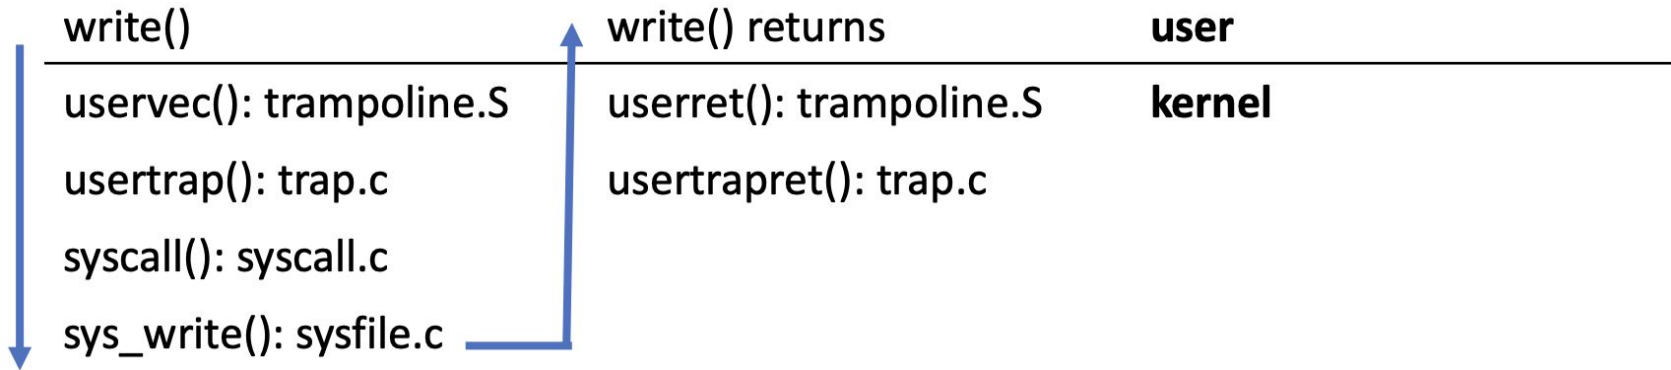 write()
write() returns
user
uservec(): trampoline.S
userret(): trampoline.S
kernel
usertrap(): trap.c
usertrapret(): trap.c
syscall(): syscall.c
sys_write(): sysfile.c